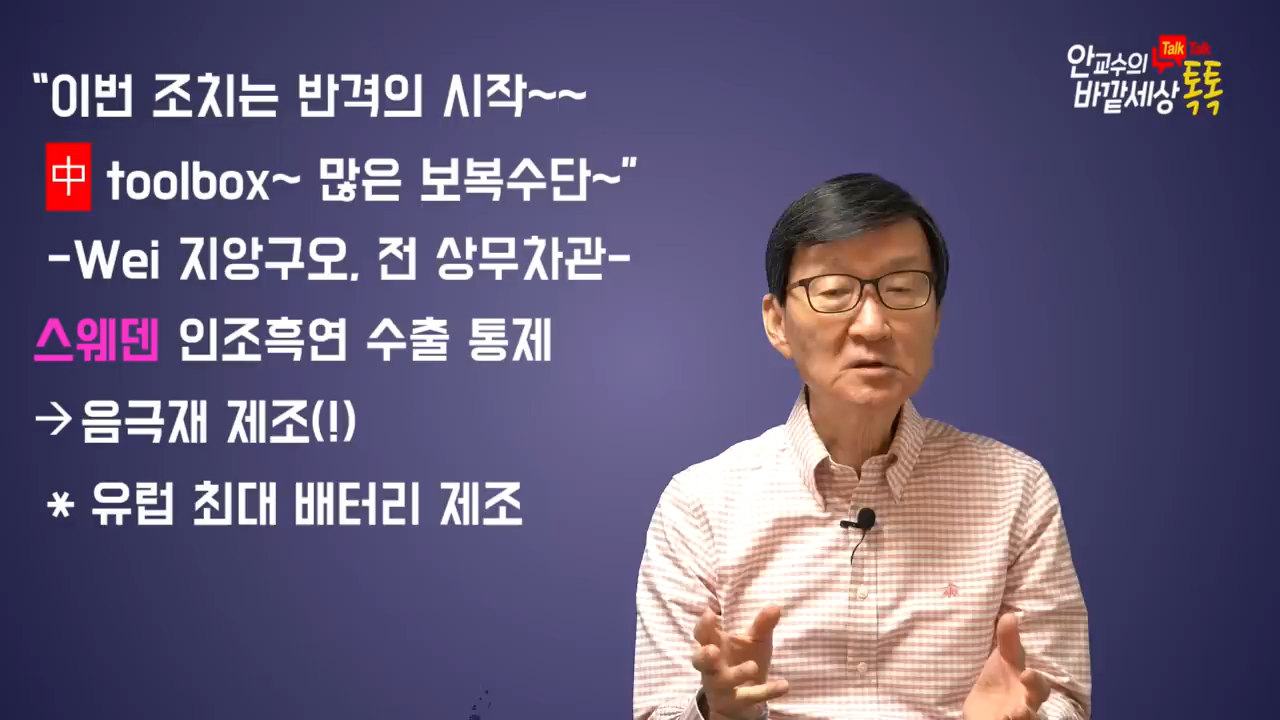 “이번 조치는 반격의 시작~~
中 toolbox~ 많은 보복수단~”
-Wei 지앙구오, 전 상무차관-
스웨덴 인조흑연 수출 통제
→음극재 제조(!)
* 유럽 최대 배터리 제조
안교수의 Talk Talk
바깥세상 톡톡